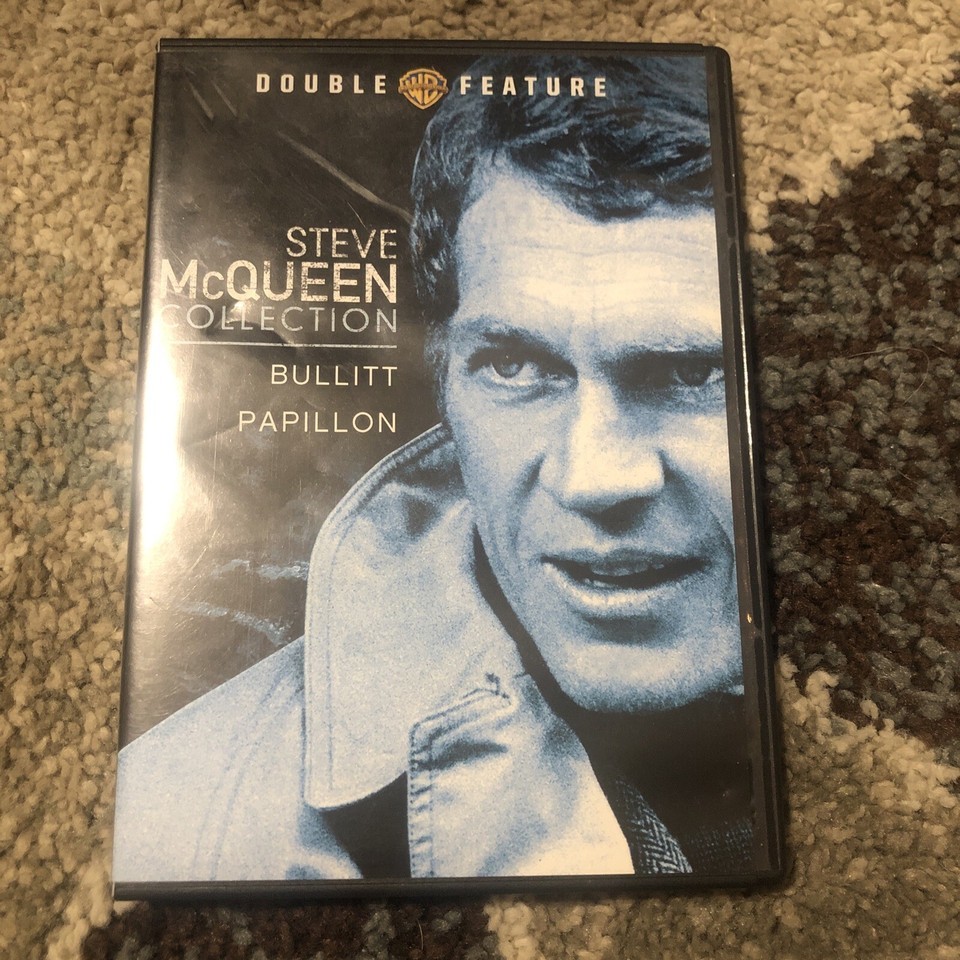 DOUBLE WB FEATURE
STEVE
McQUEEN
COLLECTION
BULLITT
PAPILLON